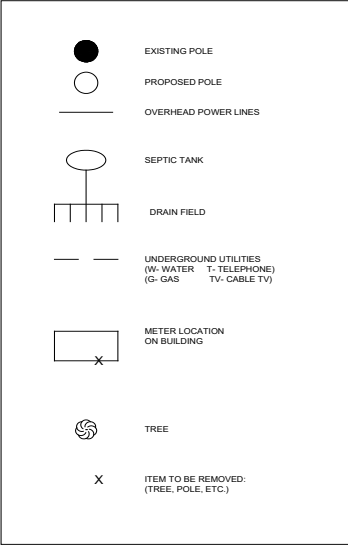 EXISTING POLE
PROPOSED POLE
OVERHEAD POWER LINES
SEPTIC TANK
DRAIN FIELD
UNDERGROUND UTILITIES
(W- WATER T- TELEPHONE)
(G- GAS TV- CABLE TV)
METER LOCATION
ON BUILDING
X
TREE
X ITEM TO BE REMOVED:
(TREE, POLE, ETC.)